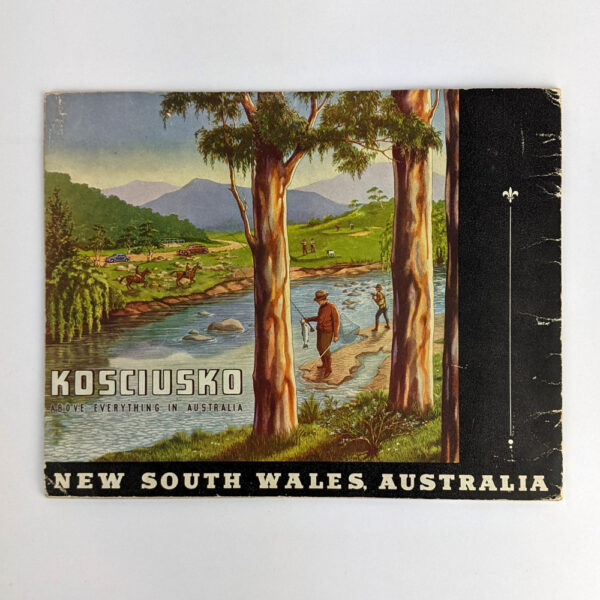 KOSCIUSKO
ABOVE EVERYTHING IN AUSTRALIA
NEW SOUTH WALES, AUSTRALIA